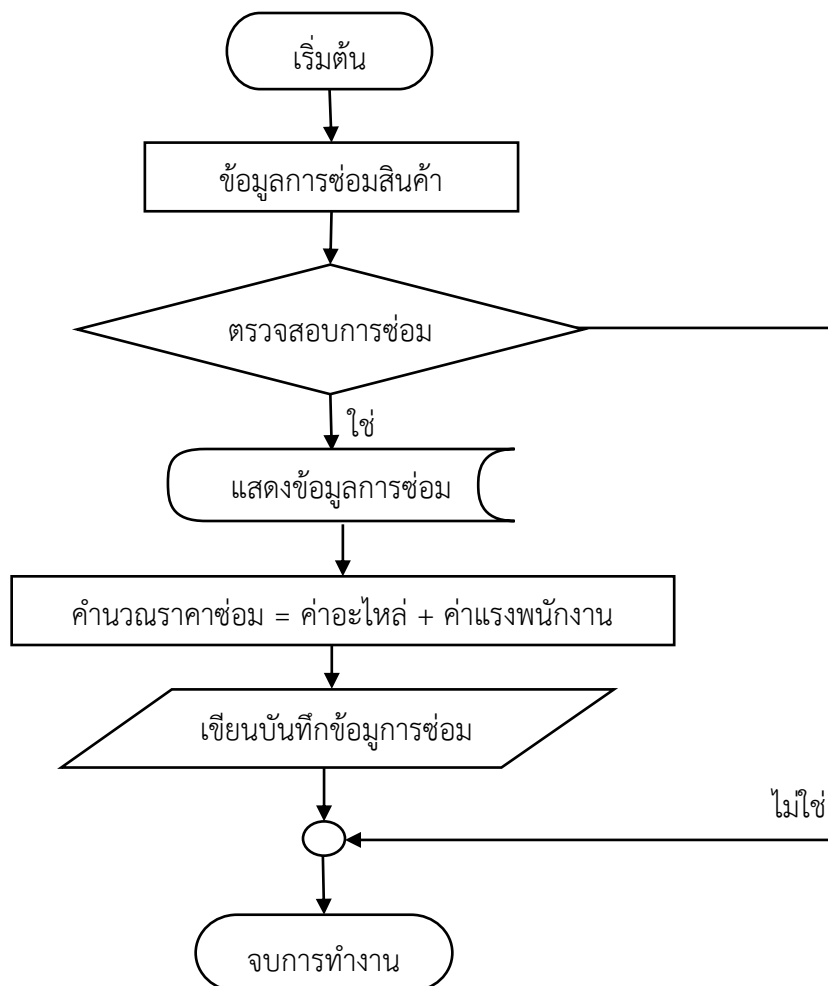 เริ่มต้น
ข้อมูลการซ่อมสินค้า
ตรวจสอบการซ่อม
ใช่
แสดงข้อมูลการซ่อม
คำนวณราคาซ่อม = ค่าอะไหล่ + ค่าแรงพนักงาน
เขียนบันทึกข้อมูการซ่อม
ไม่ใช่
จบการทำงาน